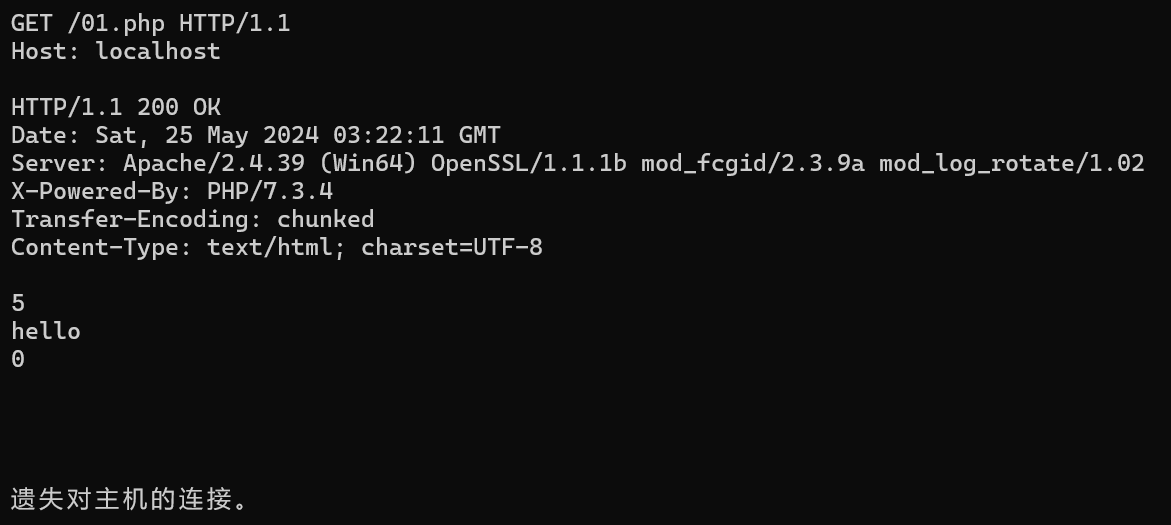 GET /01.php HTTP/1.1
Host: localhost
HTTP/1.1 200 OK
Date: Sat, 25 May 2024 03:22:11 GMT
Server: Apache/2.4.39 (Win64) OpenSSL/1.1.1b mod_fcgid/2.3.9a mod_log_rotate/1.02
X-Powered-By: PHP/7.3.4
Transfer-Encoding: chunked
Content-Type: text/html; charset=UTF-8
5
hello
0
遗失对主机的连接。